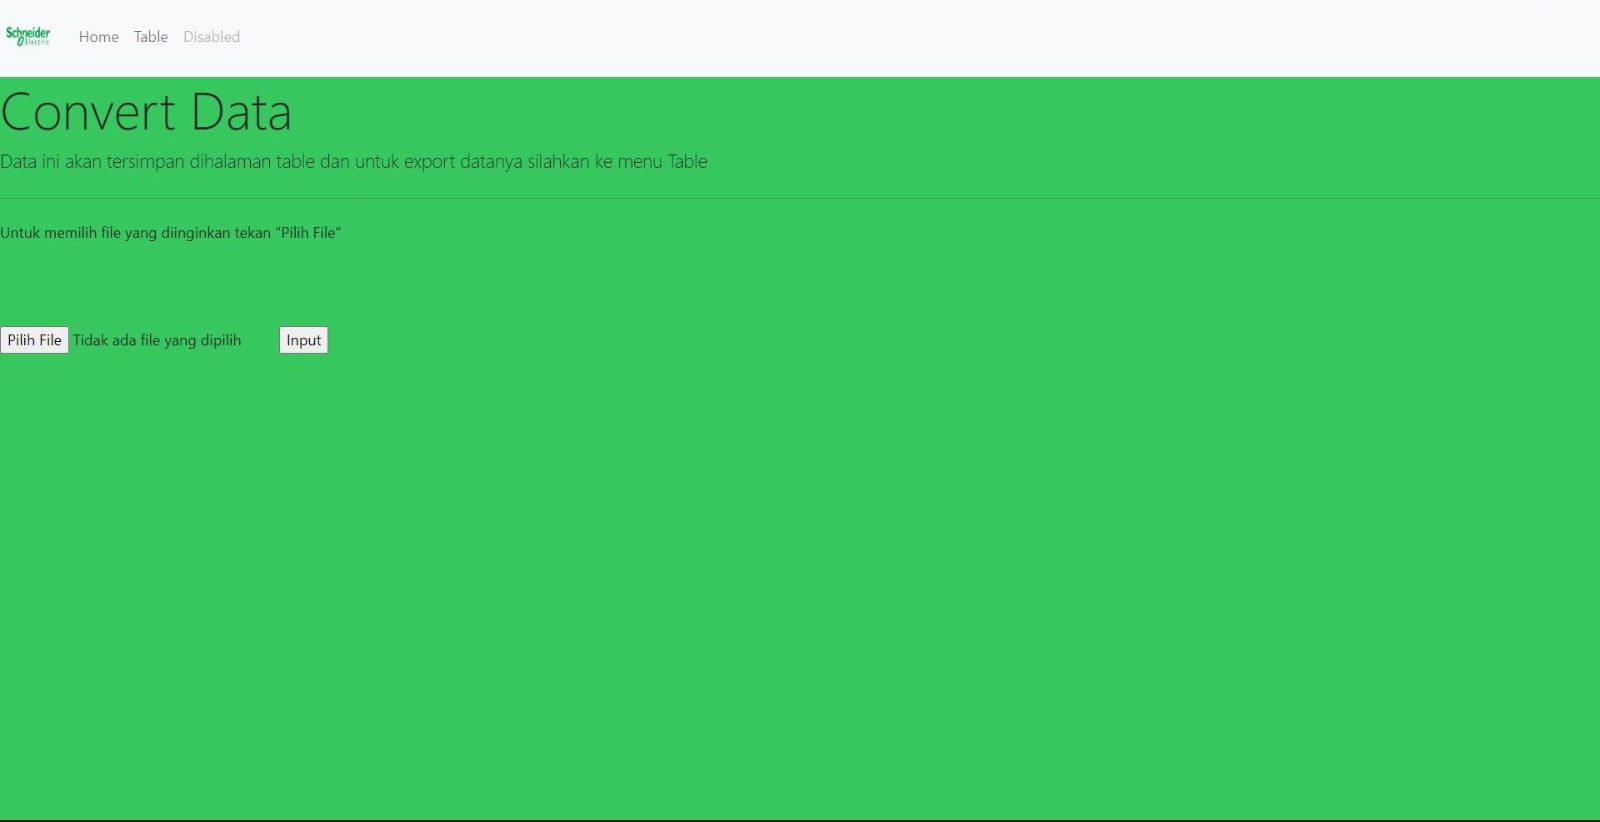 Schneider
Electric
Home Table Disabled
Convert Data
Data ini akan tersimpan dihalaman table dan untuk export datanya silahkan ke menu Table
Untuk memilih file yang diinginkan tekan "Pilih File"
Pilih File Tidak ada file yang dipilih Input